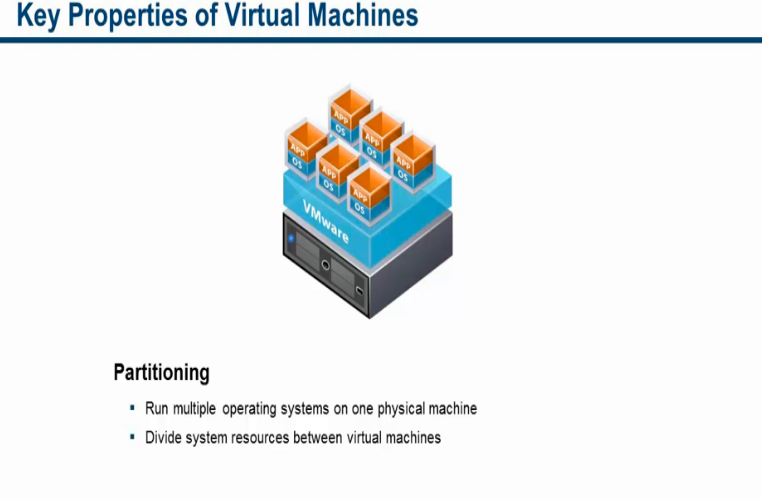 Key Properties of Virtual Machines
APP
OS
APP
OS
APP
OS
APP
OS
APP
OS
APP
OS
VMware
Partitioning
Run multiple operating systems on one physical machine
Divide system resources between virtual machines